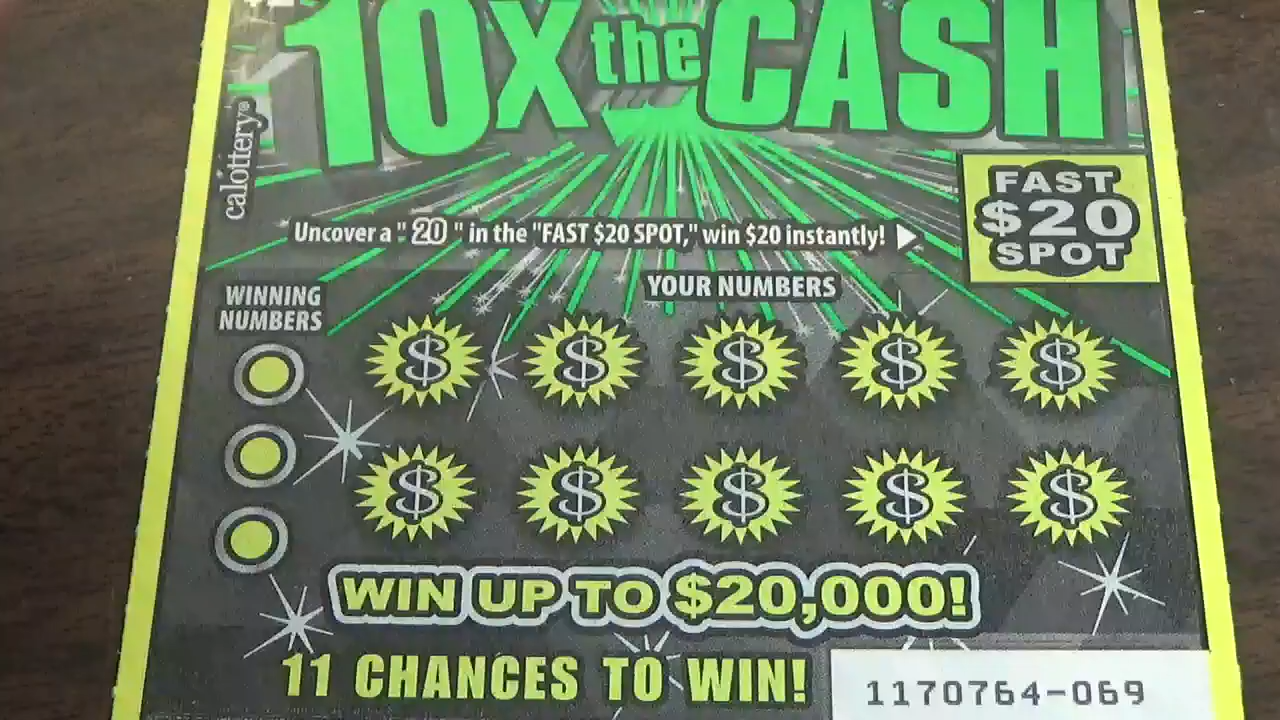 10X the CASH
calottery®
FAST
$20
SPOT
Uncover a "20" in the "FAST $20 SPOT," win $20 instantly!
WINNING
NUMBERS
YOUR NUMBERS
$ $ $ $ $
$ $ $ $ $
WIN UP TO $20,000!
11 CHANCES TO WIN!
1170764-069